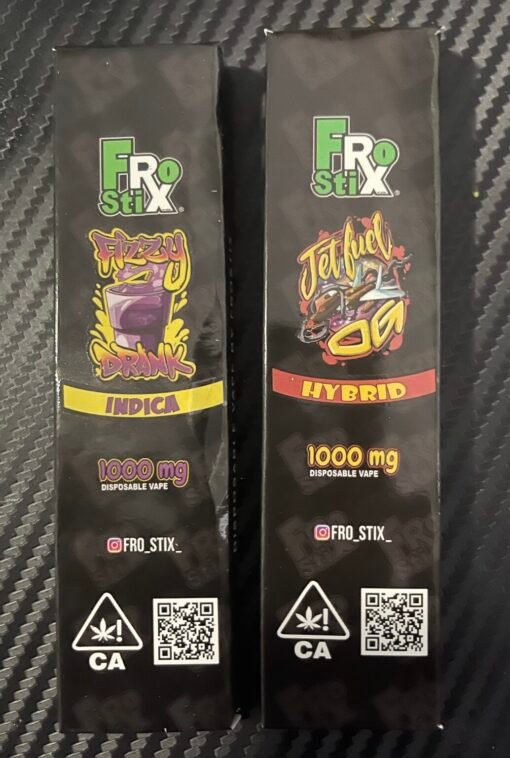 FRo
StiX®
FIZZY
DRINK
INDICA
1000 mg
DISPOSABLE VAPE
FRO_STIX_
CA
FRo
StiX®
Jet fuel
OG
HYBRID
1000 mg
DISPOSABLE VAPE
FRO_STIX_
CA